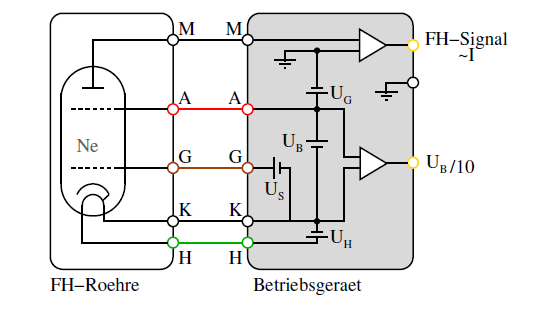 M M
FH–Signal
~I
A A
U_G
Ne
U_B
G G
U_B/10
U_S
K K
U_H
H H
FH–Roehre
Betriebsgeraet